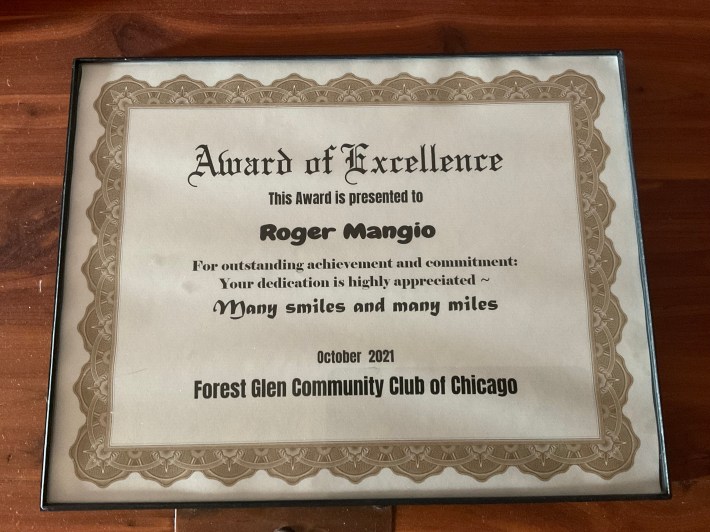 Award of Excellence
This Award is presented to
Roger Mangio
For outstanding achievement and commitment:
Your dedication is highly appreciated ~
Many smiles and many miles
October 2021
Forest Glen Community Club of Chicago